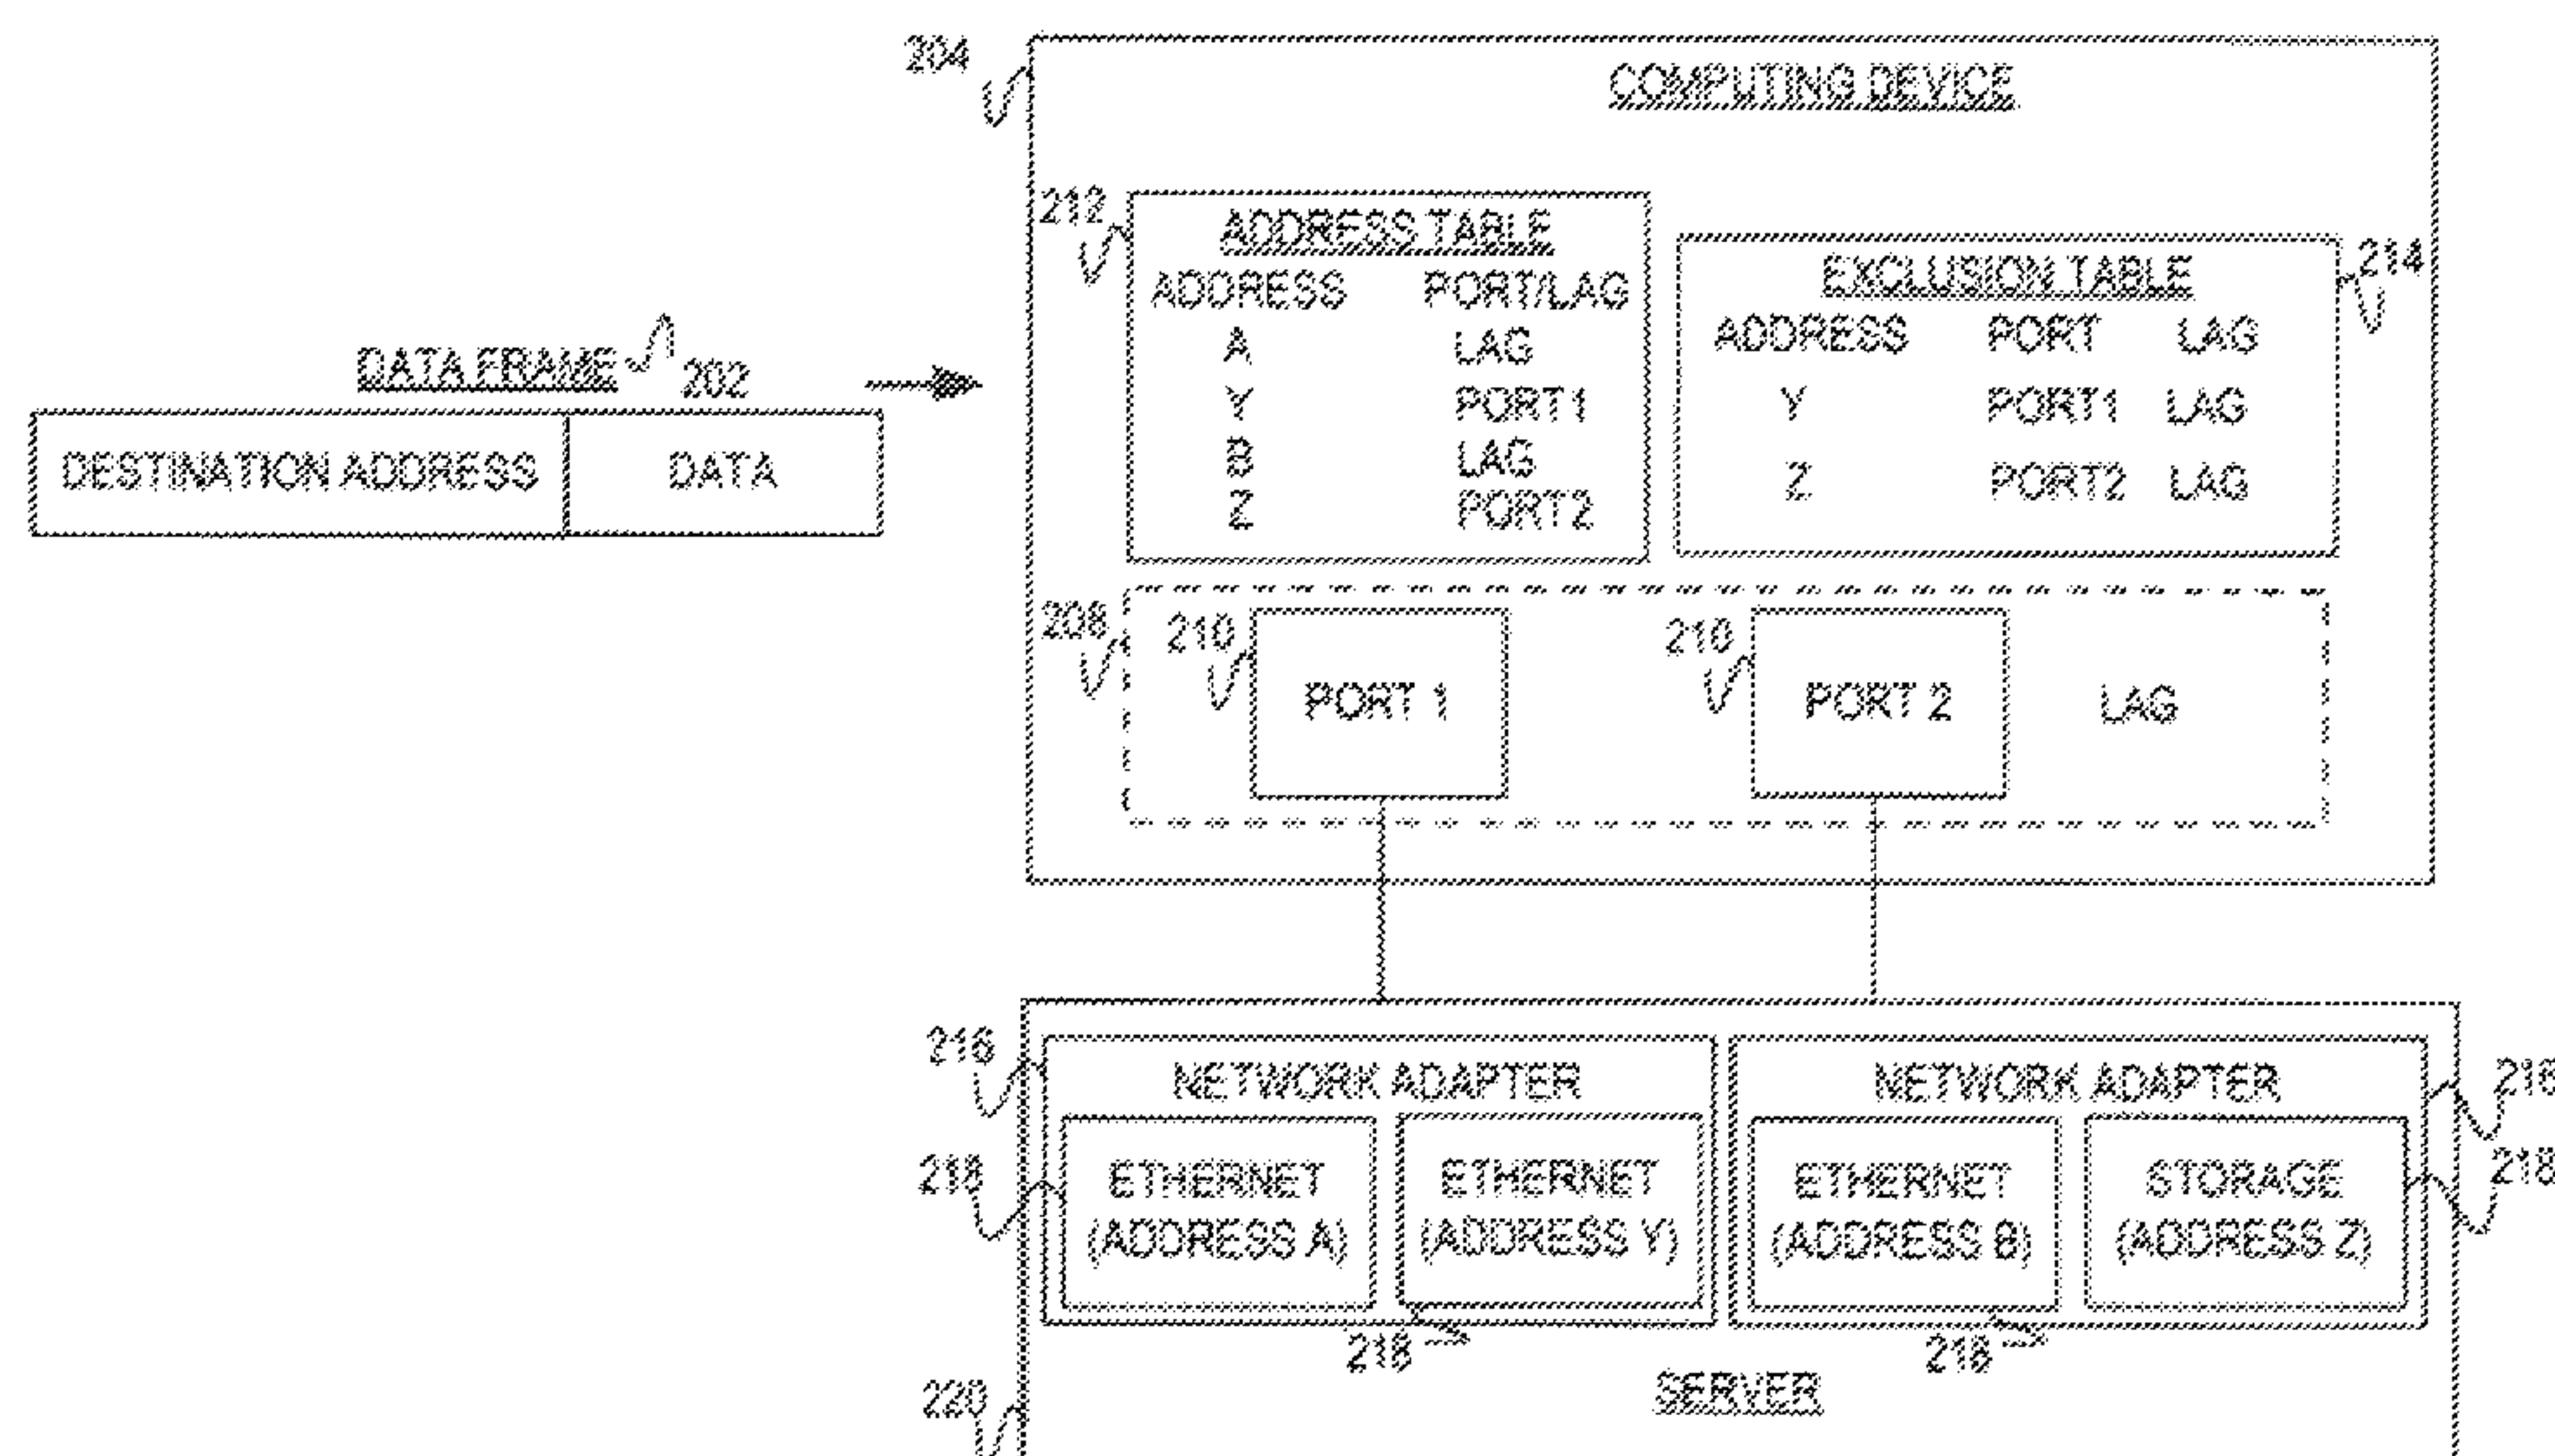 204
COMPUTING DEVICE
212
ADDRESS TABLE
ADDRESS PORT/LAG
A LAG
Y PORT1
B LAG
Z PORT2
214
EXCLUSION TABLE
ADDRESS PORT LAG
Y PORT1 LAG
Z PORT2 LAG
DATA FRAME 202
DESTINATION ADDRESS DATA
208
210
PORT 1
210
PORT 2
LAG
216
NETWORK ADAPTER
218
ETHERNET
(ADDRESS A)
ETHERNET
(ADDRESS Y)
218
216
NETWORK ADAPTER
ETHERNET
(ADDRESS B)
STORAGE
(ADDRESS Z)
218
218
SERVER
220